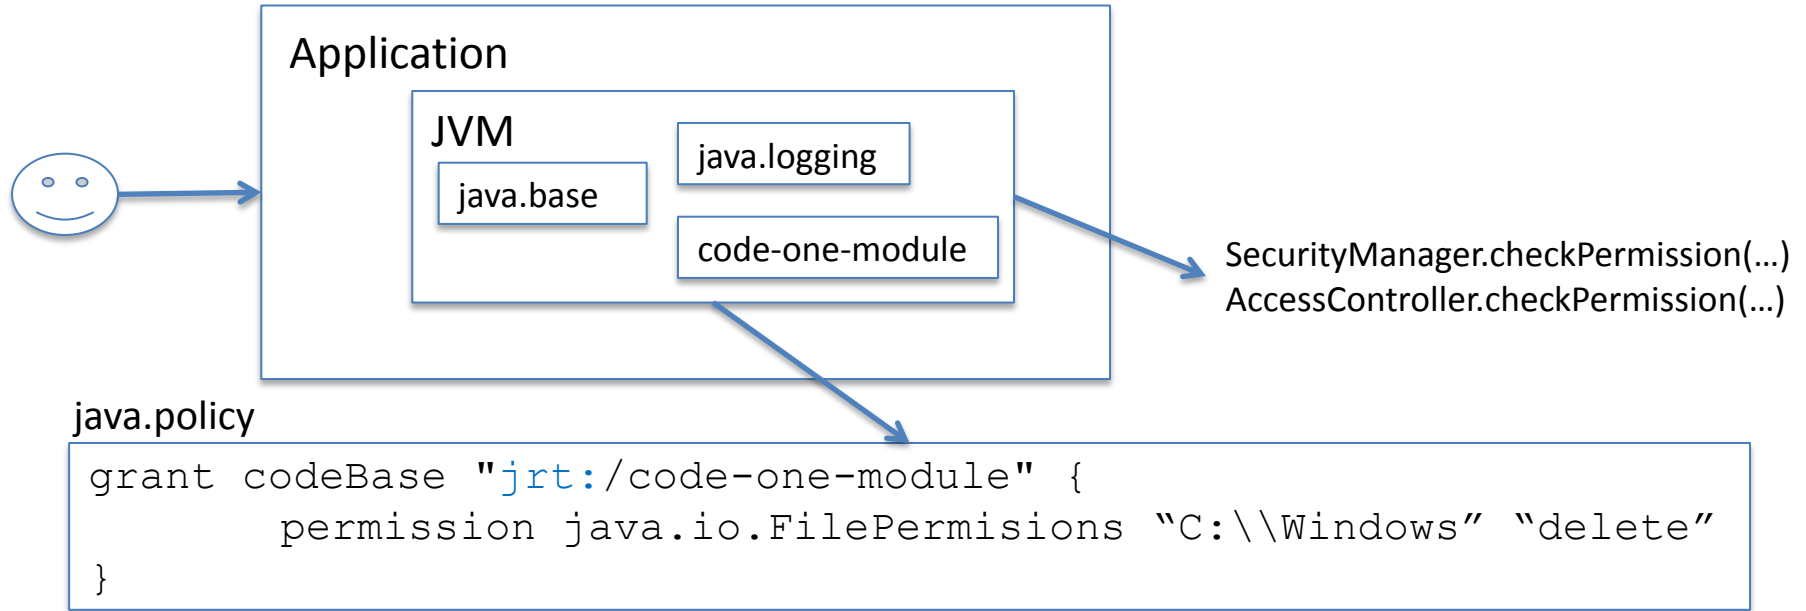 Application
JVM
java.base
java.logging
code-one-module
SecurityManager.checkPermission(…)
AccessController.checkPermission(…)
java.policy
grant codeBase "jrt:/code-one-module" {
permission java.io.FilePermisions “C:\\Windows” “delete”
}